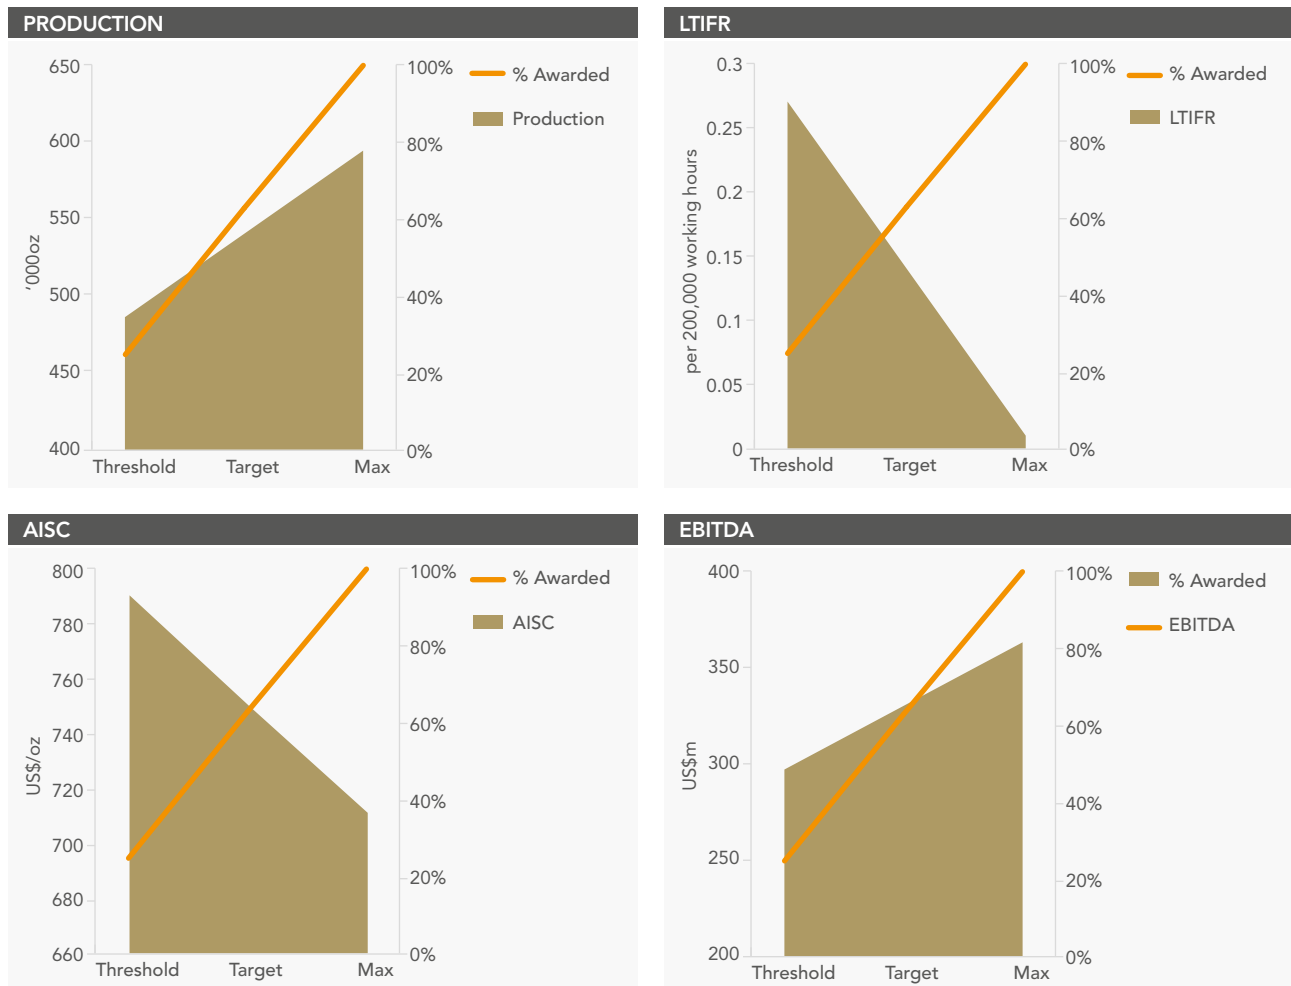 PRODUCTION
650
600
550
500
450
400
'000oz
100%
80%
60%
40%
20%
0%
Threshold
Target
Max
% Awarded
Production
LTIFR
0.3
0.25
0.2
0.15
0.1
0.05
0
per 200,000 working hours
100%
80%
60%
40%
20%
0%
Threshold
Target
Max
% Awarded
LTIFR
AISC
800
780
760
740
720
700
680
660
US$/oz
100%
80%
60%
40%
20%
0%
Threshold
Target
Max
% Awarded
AISC
EBITDA
400
350
300
250
200
US$m
100%
80%
60%
40%
20%
0%
Threshold
Target
Max
% Awarded
EBITDA